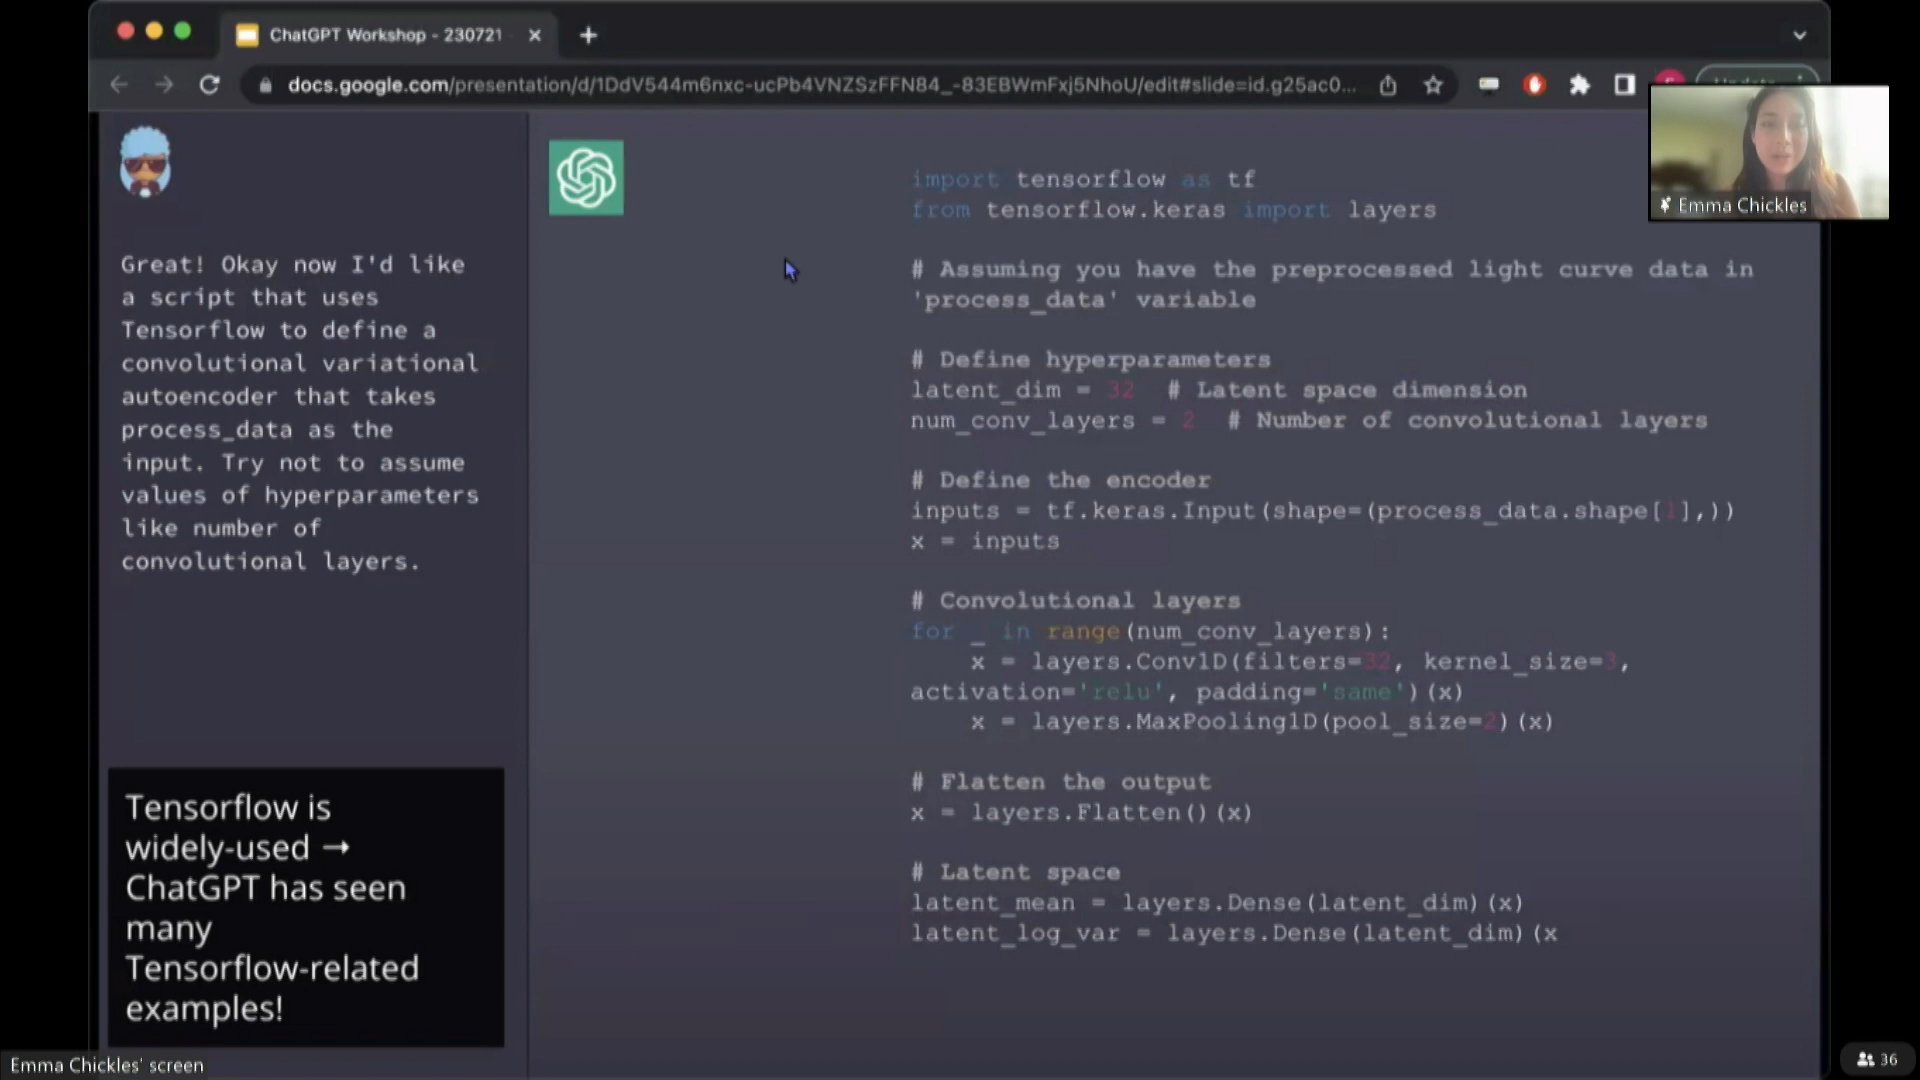 ChatGPT Workshop - 230721
docs.google.com/presentation/d/1DdV544m6nxc-ucPb4VNZSzFFN84_-83EBWmFxj5NhoU/edit#slide=id.g25ac0...
Emma Chickles
Great! Okay now I'd like
a script that uses
Tensorflow to define a
convolutional variational
autoencoder that takes
process_data as the
input. Try not to assume
values of hyperparameters
like number of
convolutional layers.
Tensorflow is
widely-used →
ChatGPT has seen
many
Tensorflow-related
examples!
import tensorflow as tf
from tensorflow.keras import layers
# Assuming you have the preprocessed light curve data in
'process_data' variable
# Define hyperparameters
latent_dim = 32  # Latent space dimension
num_conv_layers = 2  # Number of convolutional layers
# Define the encoder
inputs = tf.keras.Input(shape=(process_data.shape[1],))
x = inputs
# Convolutional layers
for _ in range(num_conv_layers):
    x = layers.Conv1D(filters=32, kernel_size=3,
activation='relu', padding='same')(x)
    x = layers.MaxPooling1D(pool_size=2)(x)
# Flatten the output
x = layers.Flatten()(x)
# Latent space
latent_mean = layers.Dense(latent_dim)(x)
latent_log_var = layers.Dense(latent_dim)(x
Emma Chickles' screen
36